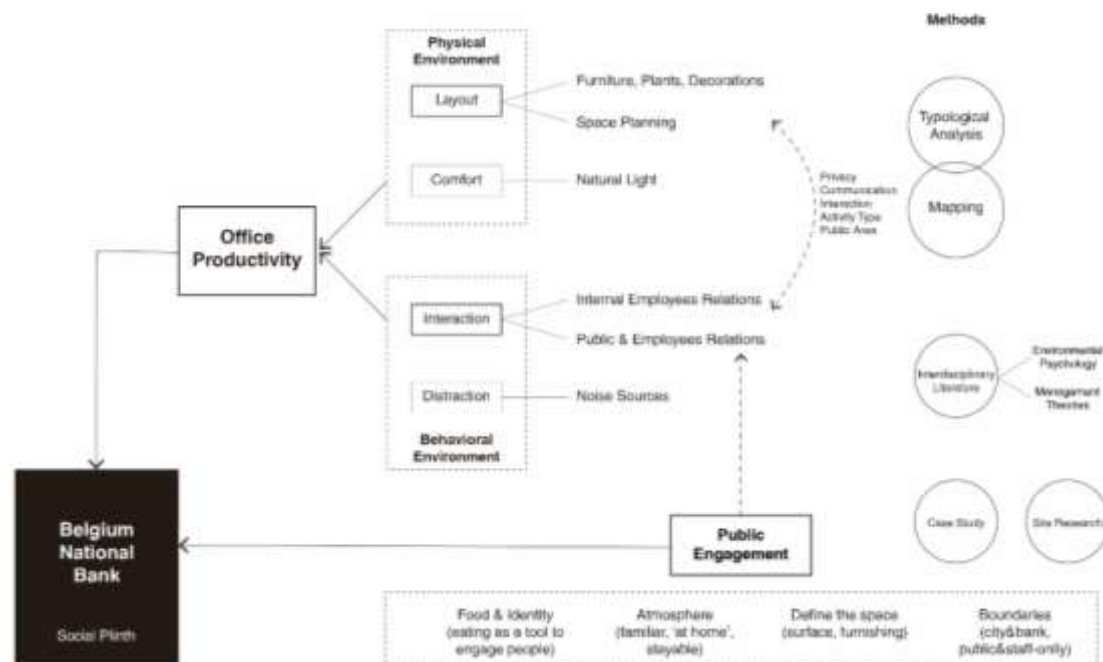 Methods
Physical
Environment
Layout
Furniture, Plants, Decorations
Space Planning
Comfort
Natural Light
Privacy
Communication
Interaction
Activity Type
Public Area
Typological
Analysis
Mapping
Office
Productivity
Interaction
Internal Employees Relations
Public & Employees Relations
Distraction
Noise Sources
Behavioral
Environment
Interdisciplinary
Literature
Environmental
Psychology
Management
Theories
Belgium
National
Bank
Social Plinth
Public
Engagement
Case Study
Site Research
Food & Identity
(eating as a tool to
engage people)
Atmosphere
(familiar, 'at home',
stayable)
Define the space
(surface, furnishing)
Boundaries
(city&bank,
public&staff-only)